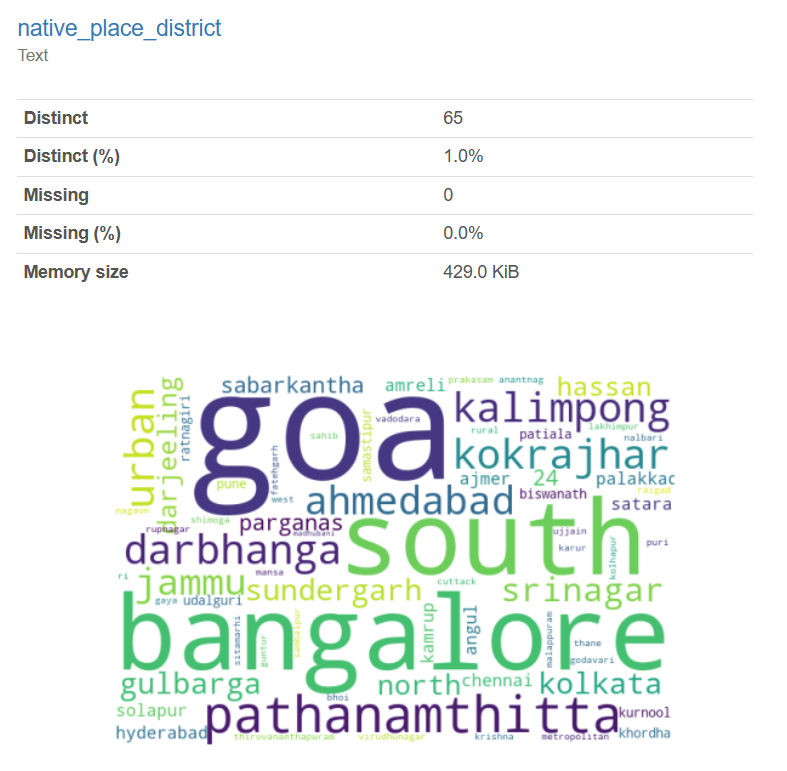 native_place_district
Text
Distinct 65
Distinct (%) 1.0%
Missing 0
Missing (%) 0.0%
Memory size 429.0 KiB
sabarkantha
amreli
prakasam
anantnag
hassan
urban
darjeeling
ratnagiri
goa
samastipur
vadodara
kalimpong
sahib
rural
patiala
lakhimpur
nalbari
kokrajhar
fatehgarh
pune
west
ajmer
24
palakkad
ahmedabad
biswanath
raigad
satara
nagaon
shimoga
rupnagar
parganas
madhubani
south
ujjain
karur
kolhapur
puri
darbhanga
mansa
ri
jammu
sundergarh
cuttack
srinagar
gaya
udalguri
bangalore
sitamarhi
guntur
sambalpur
kamrup
angul
malappuram
thane
godavari
gulbarga
north
chennai
kolkata
bhoi
solapur
pathanamthitta
kurnool
hyderabad
thiruvananthapuram
virudhunagar
krishna
metropolitan
khordha